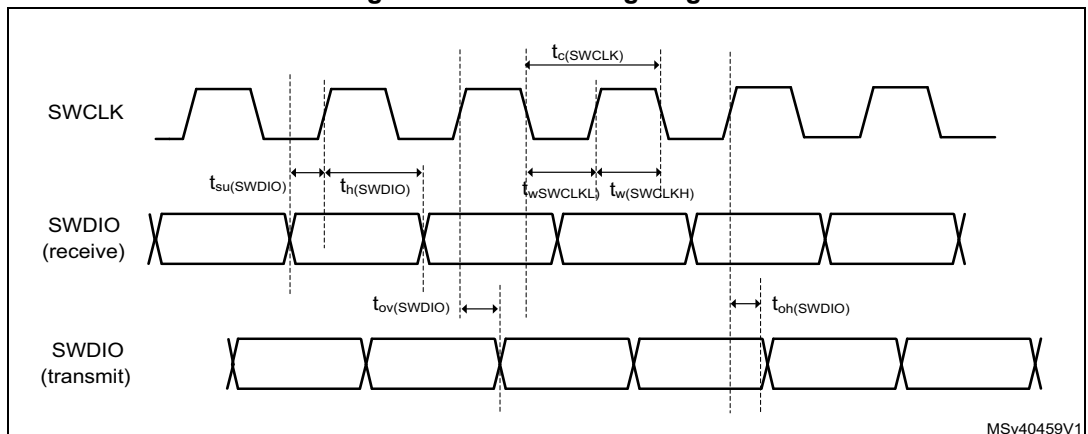 tc(SWCLK)
SWCLK
tsu(SWDIO) th(SWDIO) twSWCLKL) tw(SWCLKH)
SWDIO
(receive)
tov(SWDIO) toh(SWDIO)
SWDIO
(transmit)
MSv40459V1